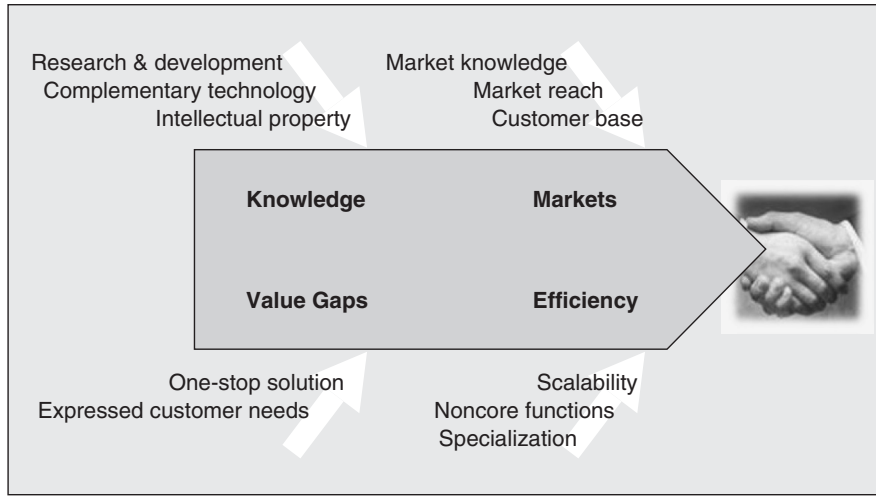 Research & development
Complementary technology
Intellectual property
Market knowledge
Market reach
Customer base
Knowledge
Markets
Value Gaps
Efficiency
One-stop solution
Expressed customer needs
Scalability
Noncore functions
Specialization